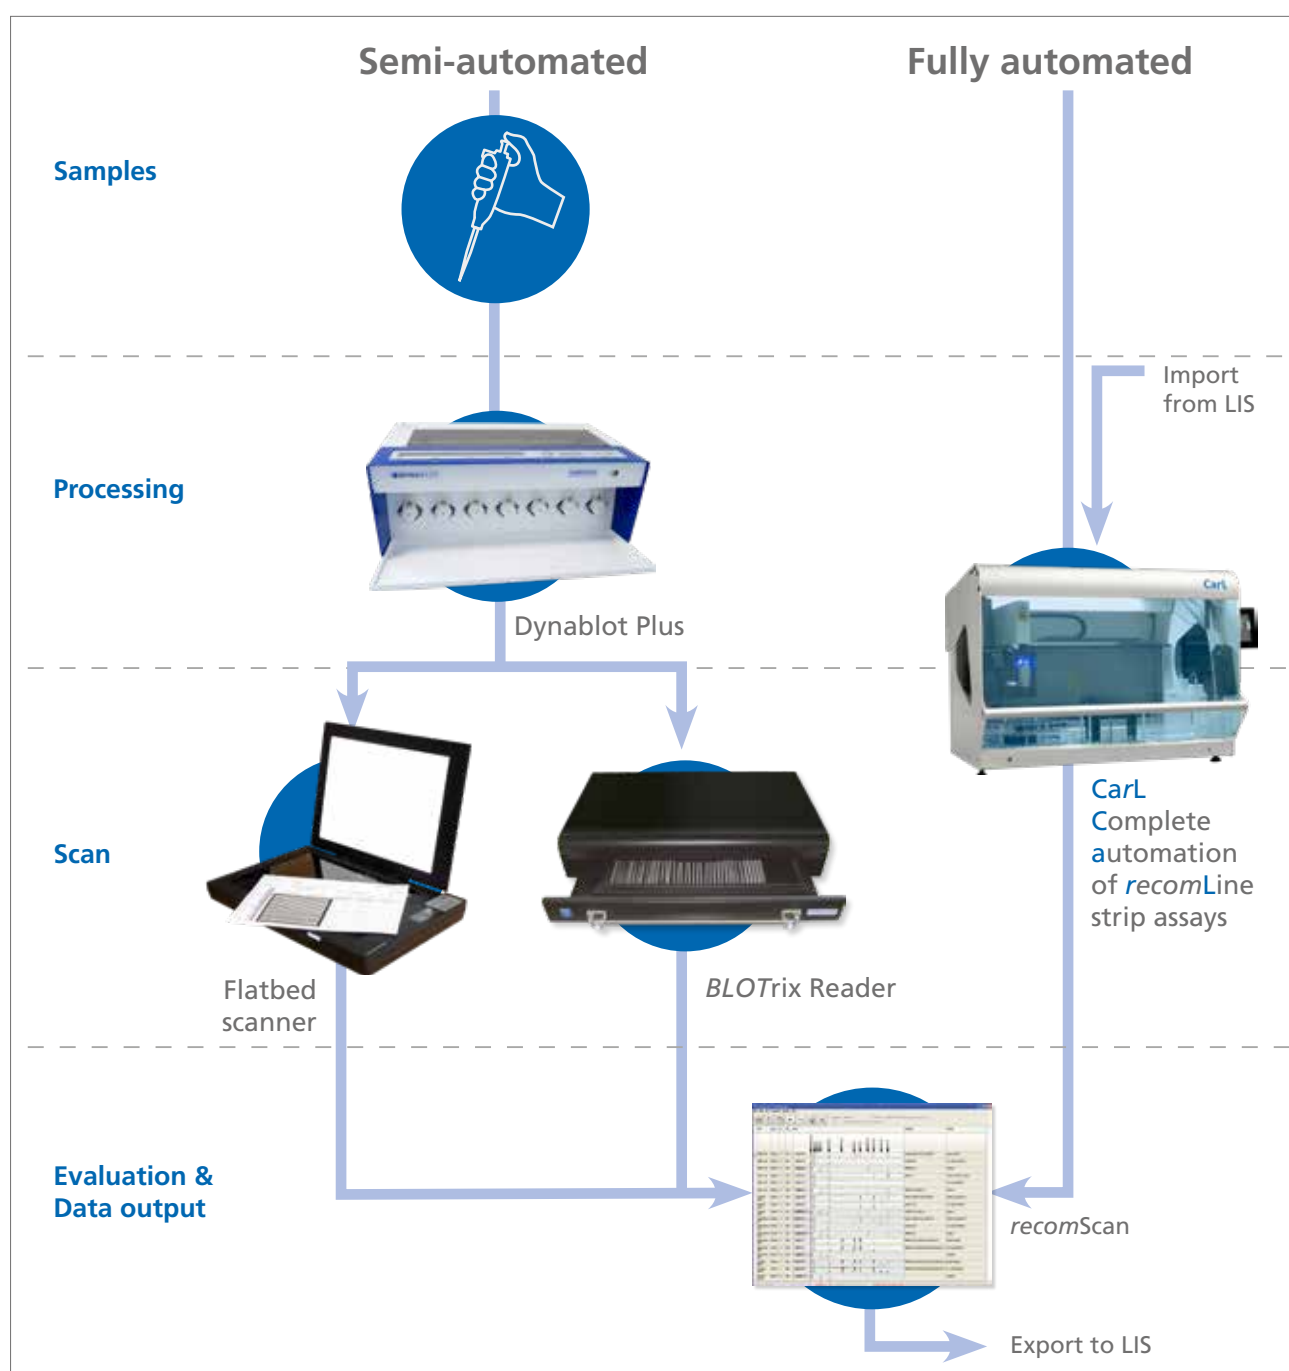 Semi-automated
Fully automated
Samples
Import
from LIS
Processing
CarL
Dynablot Plus
CarL
Complete
automation
of recomLine
strip assays
Scan
Flatbed
scanner
BLOTrix Reader
Evaluation &
Data output
recomScan
Export to LIS